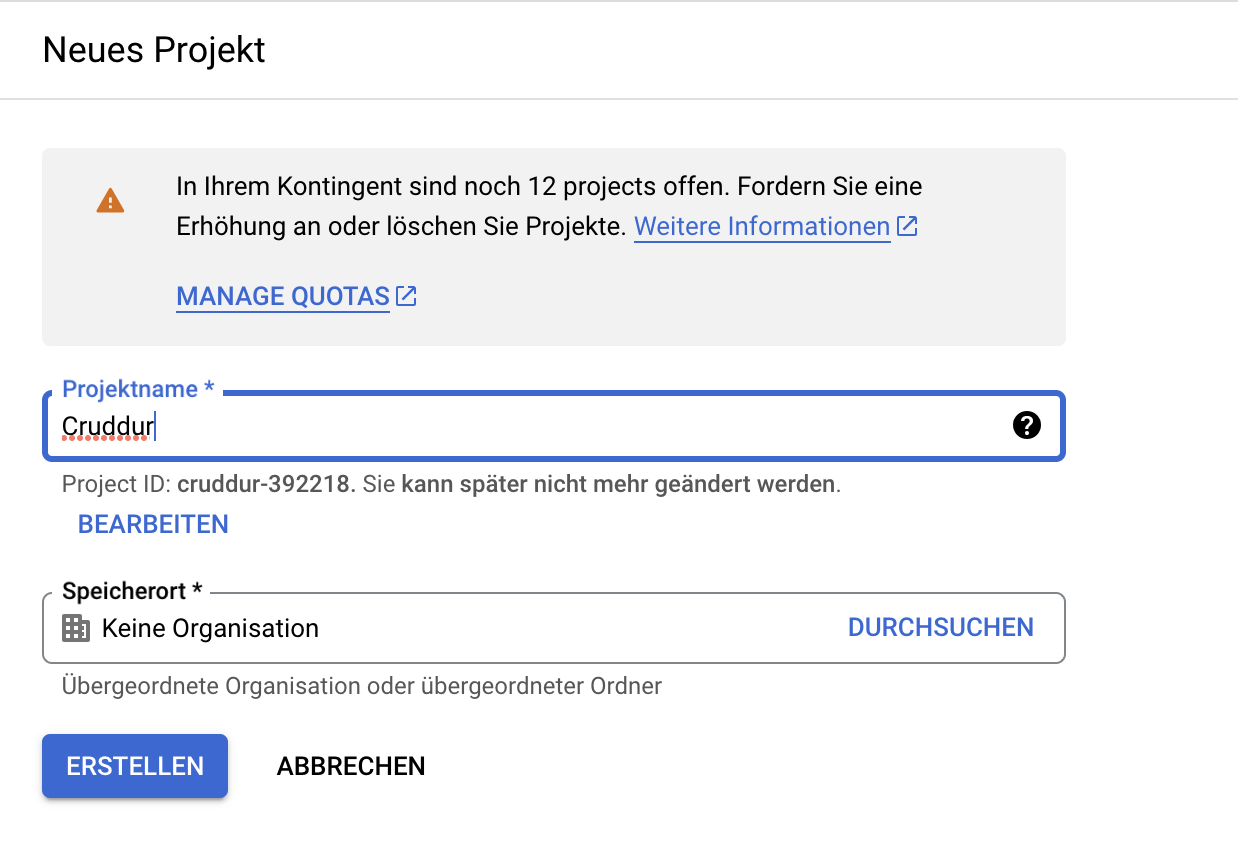 Neues Projekt
In Ihrem Kontingent sind noch 12 projects offen. Fordern Sie eine
Erhöhung an oder löschen Sie Projekte. Weitere Informationen
MANAGE QUOTAS
Projektname *
Cruddur
Project ID: cruddur-392218. Sie kann später nicht mehr geändert werden.
BEARBEITEN
Speicherort *
Keine Organisation
DURCHSUCHEN
Übergeordnete Organisation oder übergeordneter Ordner
ERSTELLEN
ABBRECHEN